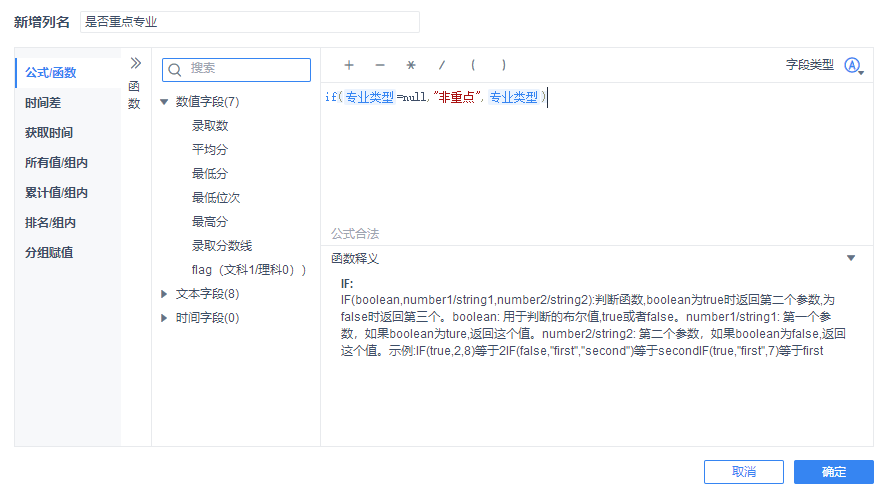 新增列名 是否重点专业
公式/函数
时间差
获取时间
所有值/组内
累计值/组内
排名/组内
分组赋值
函
数
搜索
数值字段(7)
录取数
平均分
最低分
最低位次
最高分
录取分数线
flag（文科1/理科0））
文本字段(8)
时间字段(0)
+ − * / ( )
字段类型 A
if(专业类型=null,"非重点",专业类型)
公式合法
函数释义
IF:
IF(boolean,number1/string1,number2/string2):判断函数,boolean为true时返回第二个参数,为
false时返回第三个。boolean: 用于判断的布尔值,true或者false。number1/string1: 第一个参
数，如果boolean为ture,返回这个值。number2/string2: 第二个参数，如果boolean为false,返回
这个值。示例:IF(true,2,8)等于2IF(false,"first","second")等于secondIF(true,"first",7)等于first
取消 确定